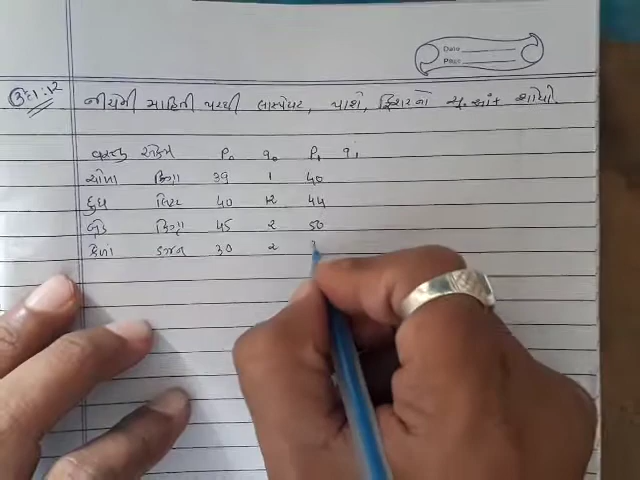 Date
Page
ઉદા:12 નીચેની માહિતી પરથી લાસ્પેયર, પાશે, ફિશરનો સૂ.આંક શોધો.
વસ્તુ એકમ P₀ q₀ P₁ q₁
ચોખા કિગ્રા 39 1 40
દુધ લિટર 40 12 44
કિગ્રા 45 2 50
કેળાં ડઝન 30 2 3